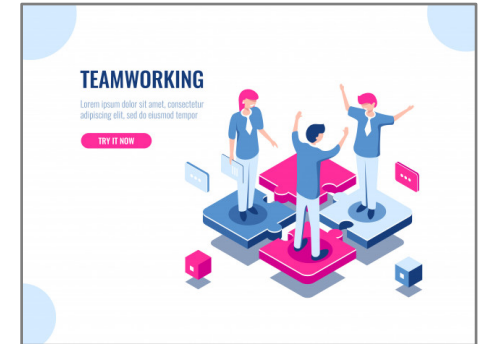 TEAMWORKING
Lorem ipsum dolor sit amet, consectetur
adipiscing elit, sed do eiusmod tempor
TRY IT NOW